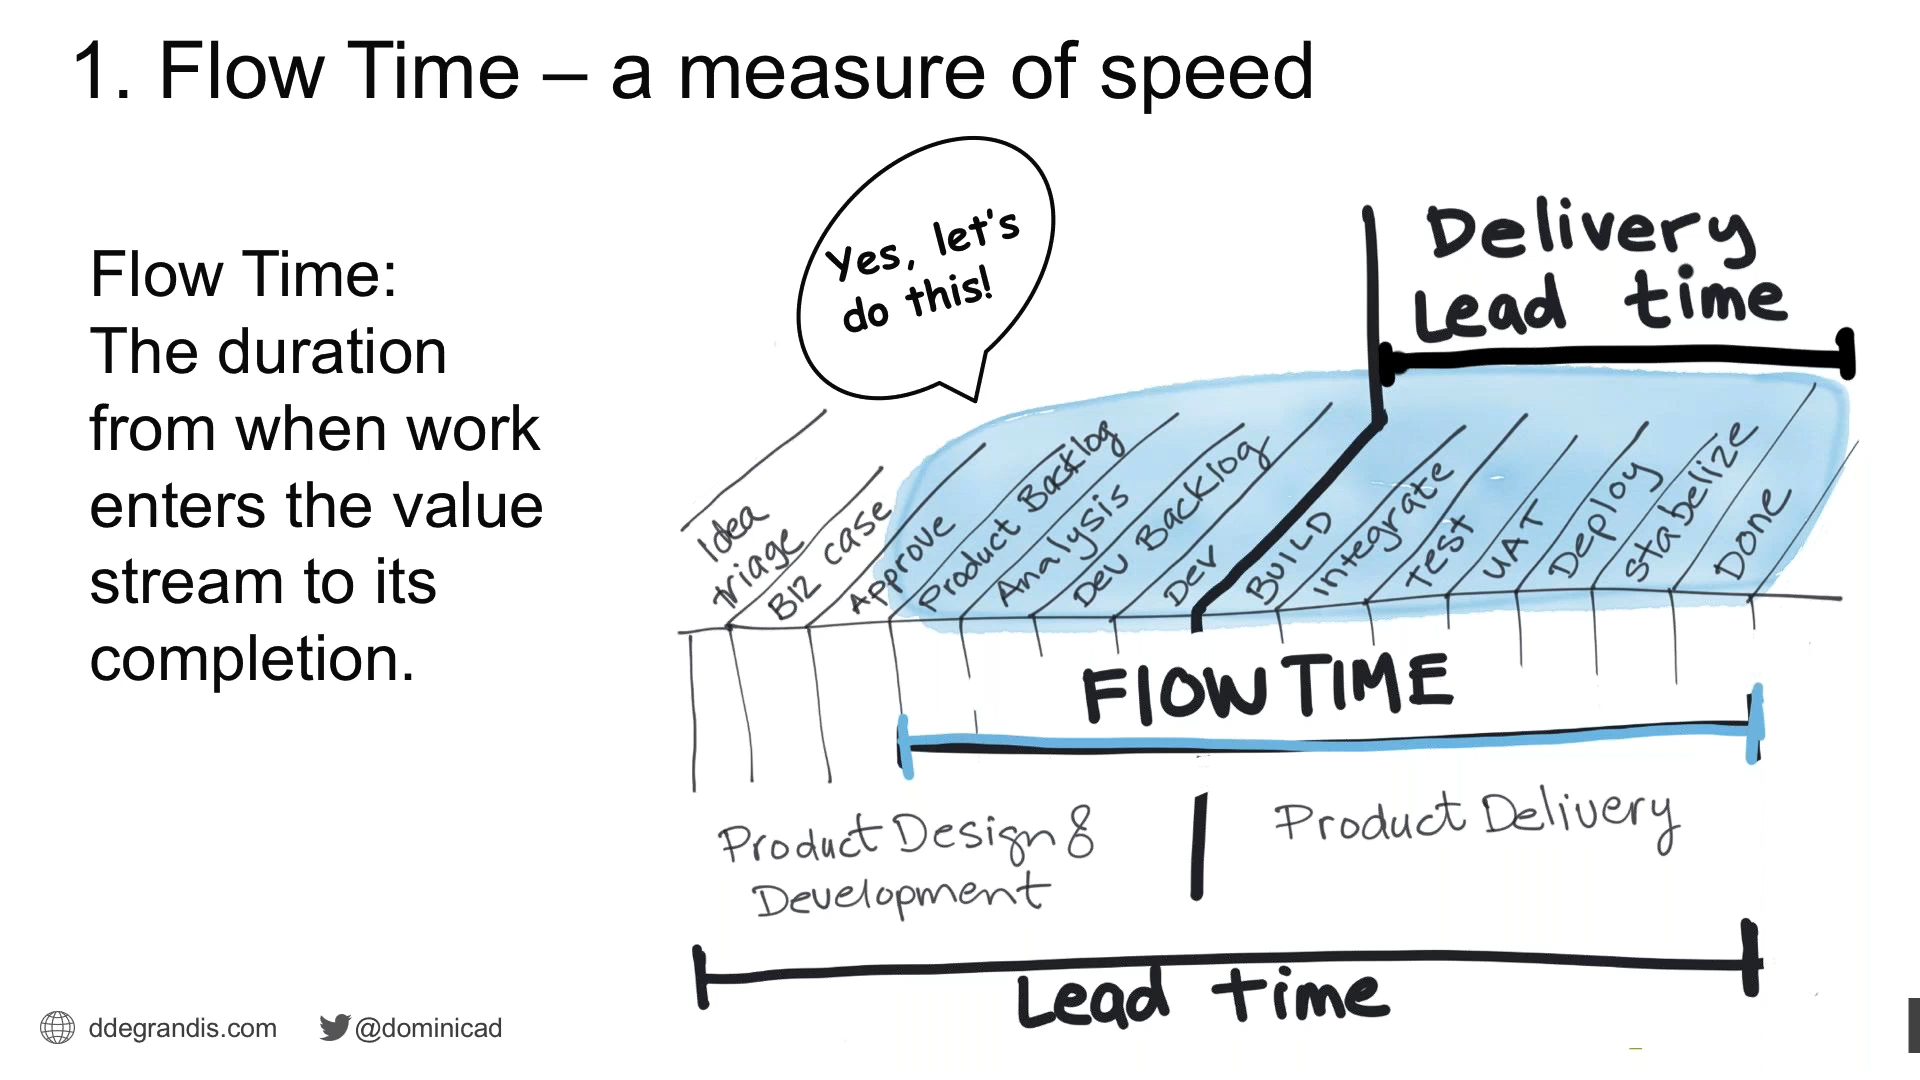 1. Flow Time – a measure of speed
Flow Time:
The duration
from when work
enters the value
stream to its
completion.
Yes, let's
do this!
Delivery
Lead time
Idea
triage
BIZ case
Approve
Product Backlog
Analysis
Dev Backlog
Dev
BUILD
Integrate
Test
UAT
Deploy
Stabelize
Done
FLOW TIME
Product Design &
Development
Product Delivery
Lead time
ddegrandis.com
@dominicad